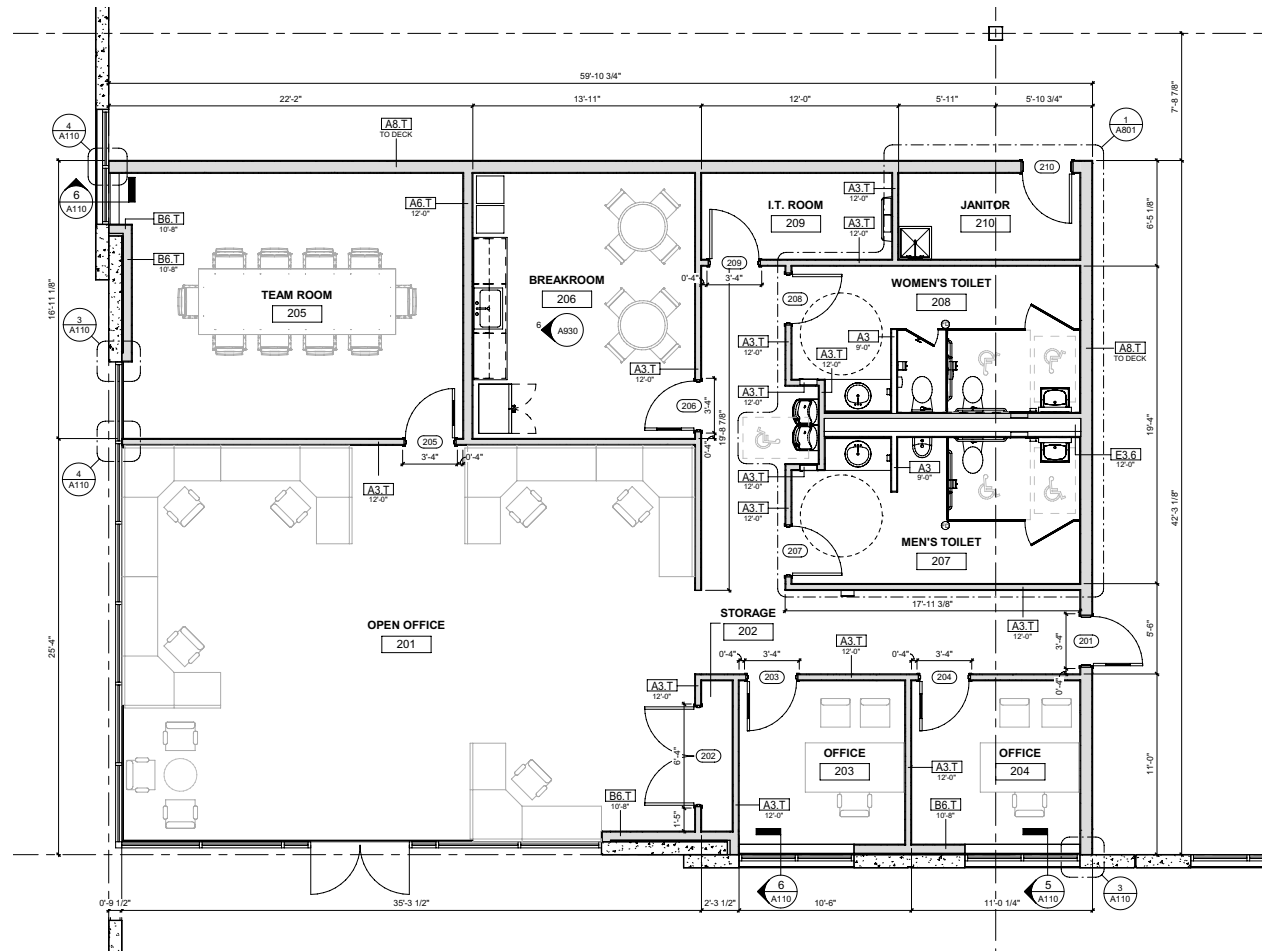 59'-10 3/4"
22'-2"
13'-11"
12'-0"
5'-11"
5'-10 3/4"
7'-8 7/8"
4
A110
A8.T
TO DECK
1
A801
6
A110
B6.T
10'-8"
B6.T
10'-8"
A6.T
12'-0"
A3.T
12'-0"
I.T. ROOM
209
A3.T
12'-0"
JANITOR
210
210
6'-5 1/8"
209
0'-4"
3'-4"
16'-11 1/8"
TEAM ROOM
205
BREAKROOM
206
6
A930
208
WOMEN'S TOILET
208
3
A110
A3.T
12'-0"
A3.T
12'-0"
A3
9'-0"
A8.T
TO DECK
A3.T
12'-0"
A3.T
12'-0"
206
3'-4"
19'-8 7/8"
0'-4"
19'-4"
4
A110
205
3'-4"
0'-4"
A3.T
12'-0"
A3.T
12'-0"
A3
9'-0"
E3.6
12'-0"
A3.T
12'-0"
42'-3 1/8"
207
MEN'S TOILET
207
17'-11 3/8"
OPEN OFFICE
201
STORAGE
202
A3.T
12'-0"
201
3'-4"
0'-4"
5'-6"
25'-4"
A3.T
12'-0"
0'-4"
3'-4"
A3.T
12'-0"
0'-4"
3'-4"
203
204
202
6'-4"
1'-5"
OFFICE
203
OFFICE
204
A3.T
12'-0"
11'-0"
A3.T
12'-0"
B6.T
10'-8"
B6.T
10'-8"
6
A110
5
A110
3
A110
0'-9 1/2"
35'-3 1/2"
2'-3 1/2"
10'-6"
11'-0 1/4"